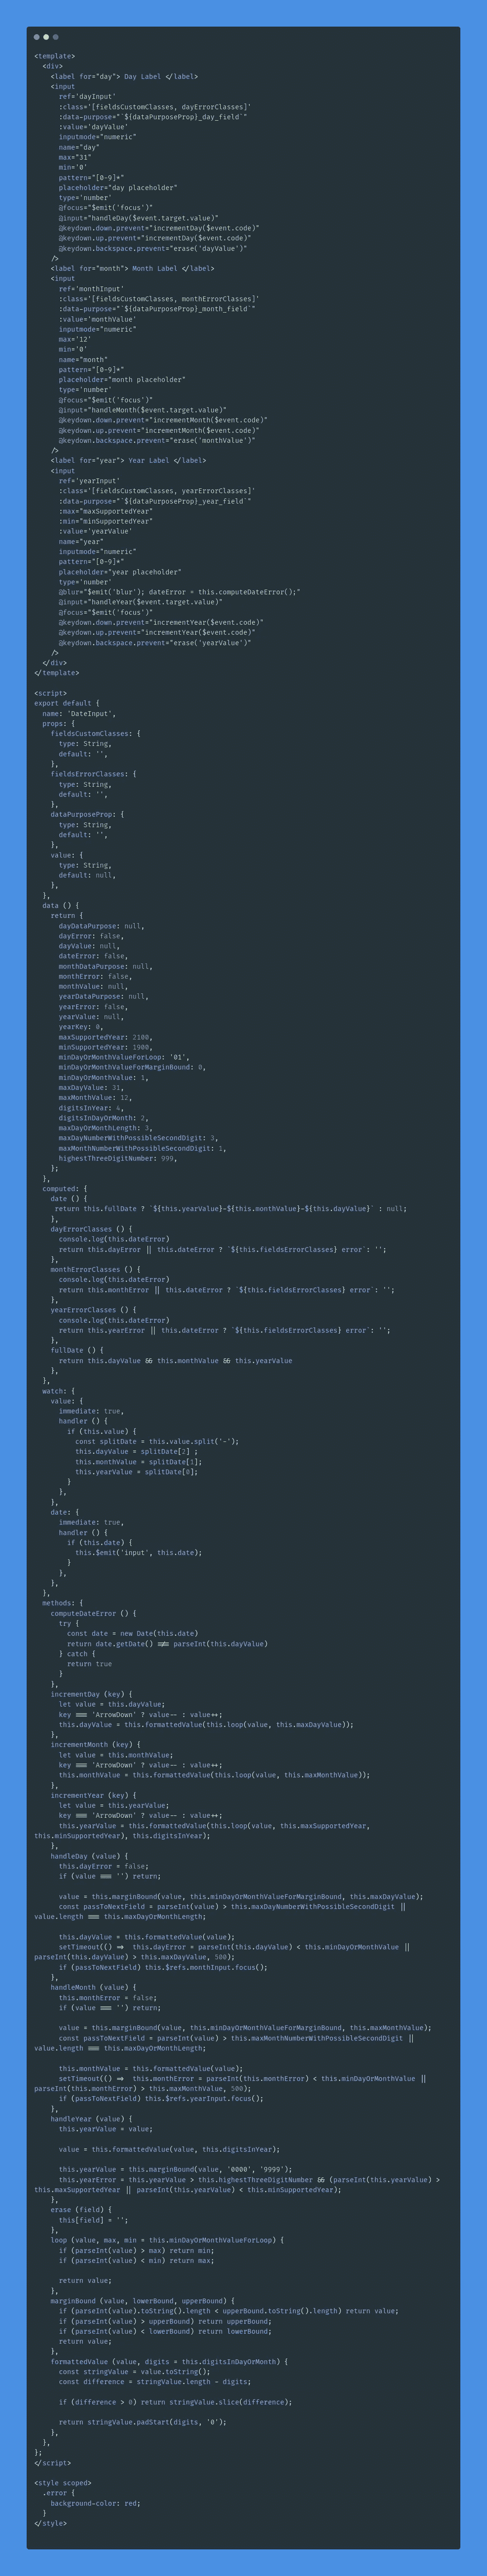 <template>
  <div>
    <label for="day"> Day Label </label>
    <input
      ref='dayInput'
      :class='[fieldsCustomClasses, dayErrorClasses]'
      :data-purpose="`${dataPurposeProp}_day_field`"
      :value='dayValue'
      inputmode="numeric"
      name="day"
      max="31"
      min='0'
      pattern="[0-9]*"
      placeholder="day placeholder"
      type='number'
      @focus="$emit('focus')"
      @input="handleDay($event.target.value)"
      @keydown.down.prevent="incrementDay($event.code)"
      @keydown.up.prevent="incrementDay($event.code)"
      @keydown.backspace.prevent="erase('dayValue')"
    />
    <label for="month"> Month Label </label>
    <input
      ref='monthInput'
      :class='[fieldsCustomClasses, monthErrorClasses]'
      :data-purpose="`${dataPurposeProp}_month_field`"
      :value='monthValue'
      inputmode="numeric"
      max='12'
      min='0'
      name="month"
      pattern="[0-9]*"
      placeholder="month placeholder"
      type='number'
      @focus="$emit('focus')"
      @input="handleMonth($event.target.value)"
      @keydown.down.prevent="incrementMonth($event.code)"
      @keydown.up.prevent="incrementMonth($event.code)"
      @keydown.backspace.prevent="erase('monthValue')"
    />
    <label for="year"> Year Label </label>
    <input
      ref='yearInput'
      :class='[fieldsCustomClasses, yearErrorClasses]'
      :data-purpose="`${dataPurposeProp}_year_field`"
      :max="maxSupportedYear"
      :min="minSupportedYear"
      :value='yearValue'
      name="year"
      inputmode="numeric"
      pattern="[0-9]*"
      placeholder="year placeholder"
      type='number'
      @blur="$emit('blur'); dateError = this.computeDateError();"
      @input="handleYear($event.target.value)"
      @focus="$emit('focus')"
      @keydown.down.prevent="incrementYear($event.code)"
      @keydown.up.prevent="incrementYear($event.code)"
      @keydown.backspace.prevent="erase('yearValue')"
    />
  </div>
</template>

<script>
export default {
  name: 'DateInput',
  props: {
    fieldsCustomClasses: {
      type: String,
      default: '',
    },
    fieldsErrorClasses: {
      type: String,
      default: '',
    },
    dataPurposeProp: {
      type: String,
      default: '',
    },
    value: {
      type: String,
      default: null,
    },
  },
  data () {
    return {
      dayDataPurpose: null,
      dayError: false,
      dayValue: null,
      dateError: false,
      monthDataPurpose: null,
      monthError: false,
      monthValue: null,
      yearDataPurpose: null,
      yearError: false,
      yearValue: null,
      yearKey: 0,
      maxSupportedYear: 2100,
      minSupportedYear: 1900,
      minDayOrMonthValueForLoop: '01',
      minDayOrMonthValueForMarginBound: 0,
      minDayOrMonthValue: 1,
      maxDayValue: 31,
      maxMonthValue: 12,
      digitsInYear: 4,
      digitsInDayOrMonth: 2,
      maxDayOrMonthLength: 3,
      maxDayNumberWithPossibleSecondDigit: 3,
      maxMonthNumberWithPossibleSecondDigit: 1,
      highestThreeDigitNumber: 999,
    };
  },
  computed: {
    date () {
     return this.fullDate ? `${this.yearValue}-${this.monthValue}-${this.dayValue}` : null;
    },
    dayErrorClasses () {
      console.log(this.dateError)
      return this.dayError || this.dateError ? `${this.fieldsErrorClasses} error`: '';
    },
    monthErrorClasses () {
      console.log(this.dateError)
      return this.monthError || this.dateError ? `${this.fieldsErrorClasses} error`: '';
    },
    yearErrorClasses () {
      console.log(this.dateError)
      return this.yearError || this.dateError ? `${this.fieldsErrorClasses} error`: '';
    },
    fullDate () {
      return this.dayValue && this.monthValue && this.yearValue
    },
  },
  watch: {
    value: {
      immediate: true,
      handler () {
        if (this.value) {
          const splitDate = this.value.split('-');
          this.dayValue = splitDate[2] ;
          this.monthValue = splitDate[1];
          this.yearValue = splitDate[0];
        }
      },
    },
    date: {
      immediate: true,
      handler () {
        if (this.date) {
          this.$emit('input', this.date);
        }
      },
    },
  },
  methods: {
    computeDateError () {
      try {
        const date = new Date(this.date)
        return date.getDate() !== parseInt(this.dayValue)
      } catch {
        return true
      }
    },
    incrementDay (key) {
      let value = this.dayValue;
      key === 'ArrowDown' ? value-- : value++;
      this.dayValue = this.formattedValue(this.loop(value, this.maxDayValue));
    },
    incrementMonth (key) {
      let value = this.monthValue;
      key === 'ArrowDown' ? value-- : value++;
      this.monthValue = this.formattedValue(this.loop(value, this.maxMonthValue));
    },
    incrementYear (key) {
      let value = this.yearValue;
      key === 'ArrowDown' ? value-- : value++;
      this.yearValue = this.formattedValue(this.loop(value, this.maxSupportedYear,
this.minSupportedYear), this.digitsInYear);
    },
    handleDay (value) {
      this.dayError = false;
      if (value === '') return;

      value = this.marginBound(value, this.minDayOrMonthValueForMarginBound, this.maxDayValue);
      const passToNextField = parseInt(value) > this.maxDayNumberWithPossibleSecondDigit ||
value.length === this.maxDayOrMonthLength;

      this.dayValue = this.formattedValue(value);
      setTimeout(() =>  this.dayError = parseInt(this.dayValue) < this.minDayOrMonthValue ||
parseInt(this.dayValue) > this.maxDayValue, 500);
      if (passToNextField) this.$refs.monthInput.focus();
    },
    handleMonth (value) {
      this.monthError = false;
      if (value === '') return;

      value = this.marginBound(value, this.minDayOrMonthValueForMarginBound, this.maxMonthValue);
      const passToNextField = parseInt(value) > this.maxMonthNumberWithPossibleSecondDigit ||
value.length === this.maxDayOrMonthLength;

      this.monthValue = this.formattedValue(value);
      setTimeout(() =>  this.monthError = parseInt(this.monthError) < this.minDayOrMonthValue ||
parseInt(this.monthError) > this.maxMonthValue, 500);
      if (passToNextField) this.$refs.yearInput.focus();
    },
    handleYear (value) {
      this.yearValue = value;

      value = this.formattedValue(value, this.digitsInYear);

      this.yearValue = this.marginBound(value, '0000', '9999');
      this.yearError = this.yearValue > this.highestThreeDigitNumber && (parseInt(this.yearValue) >
this.maxSupportedYear || parseInt(this.yearValue) < this.minSupportedYear);
    },
    erase (field) {
      this[field] = '';
    },
    loop (value, max, min = this.minDayOrMonthValueForLoop) {
      if (parseInt(value) > max) return min;
      if (parseInt(value) < min) return max;

      return value;
    },
    marginBound (value, lowerBound, upperBound) {
      if (parseInt(value).toString().length < upperBound.toString().length) return value;
      if (parseInt(value) > upperBound) return upperBound;
      if (parseInt(value) < lowerBound) return lowerBound;
      return value;
    },
    formattedValue (value, digits = this.digitsInDayOrMonth) {
      const stringValue = value.toString();
      const difference = stringValue.length - digits;

      if (difference > 0) return stringValue.slice(difference);

      return stringValue.padStart(digits, '0');
    },
  },
};
</script>

<style scoped>
  .error {
    background-color: red;
  }
</style>